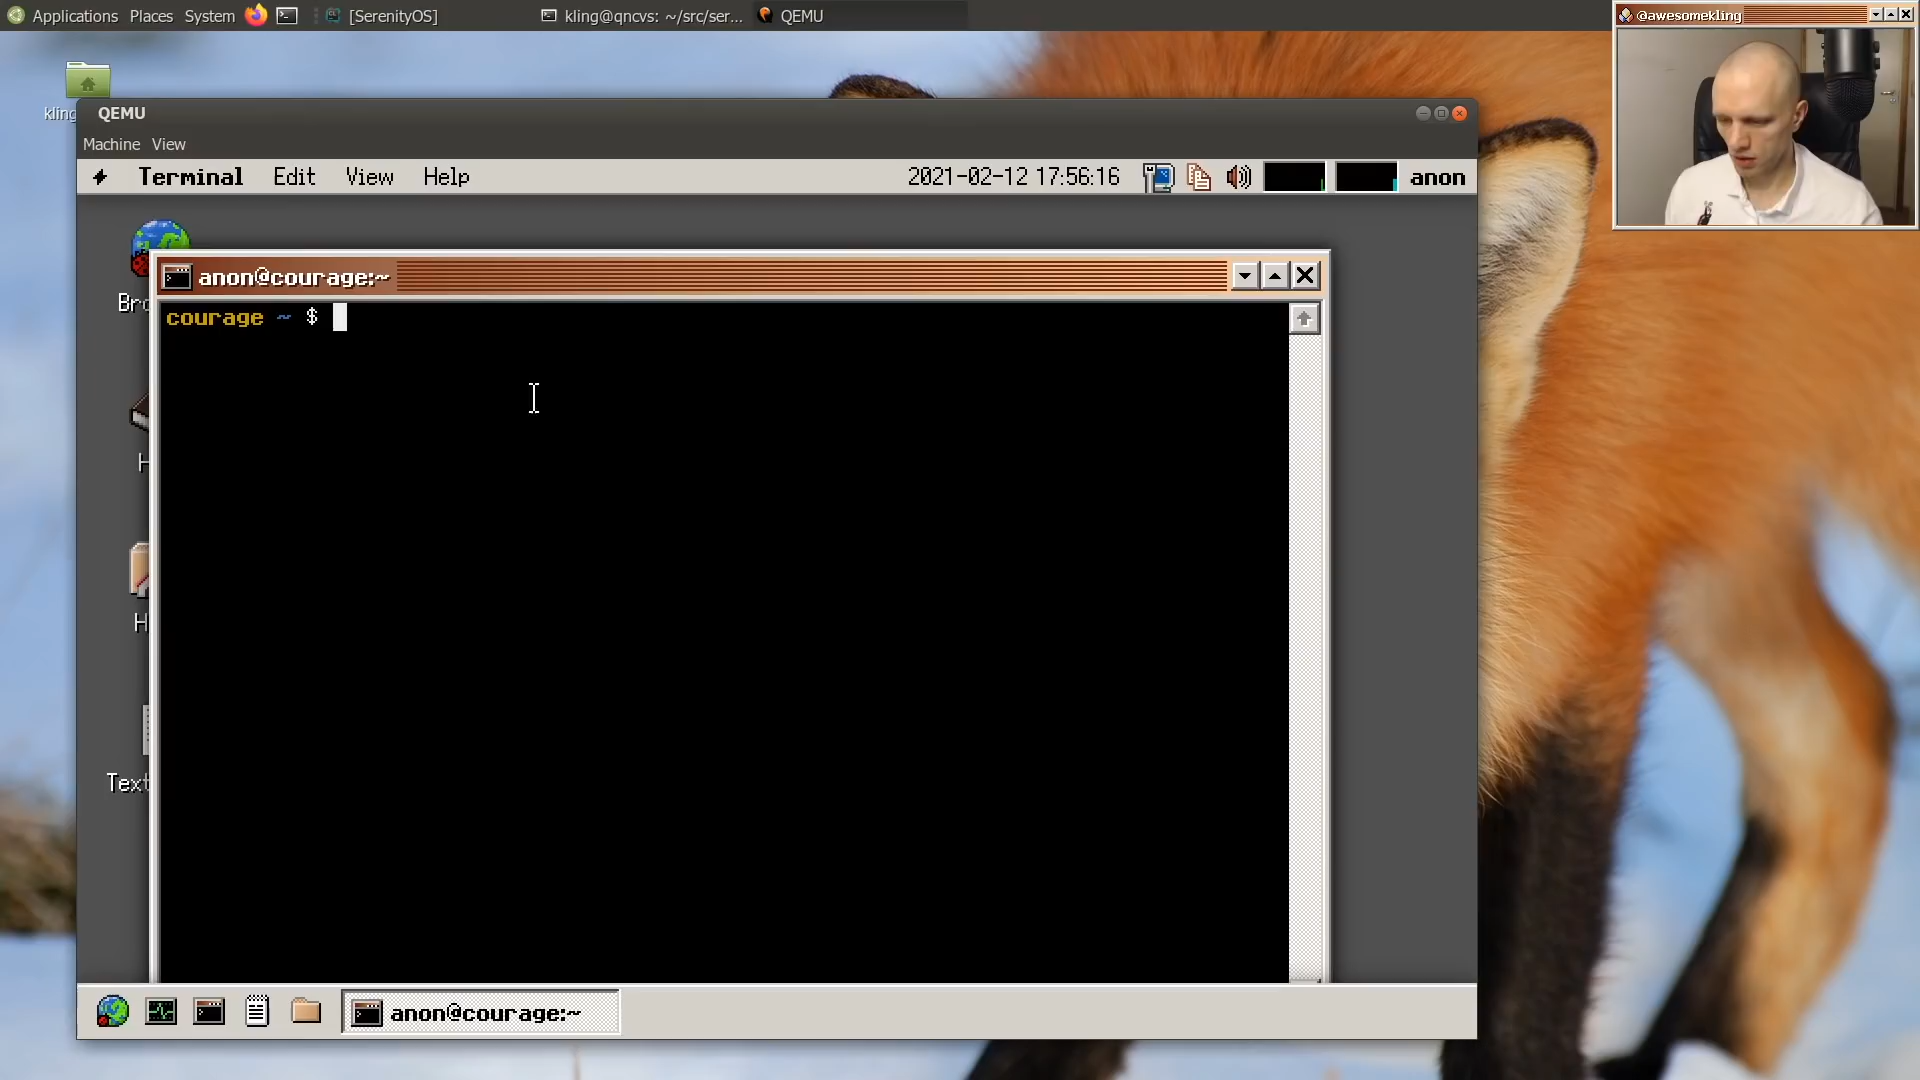 Applications Places System [SerenityOS] kling@qncvs: ~/src/ser... QEMU
@awesomekling
kling
QEMU
Machine View
Terminal Edit View Help 2021-02-12 17:56:16 anon
anon@courage:~
courage ~ $
Bro
H
H
Text
anon@courage:~